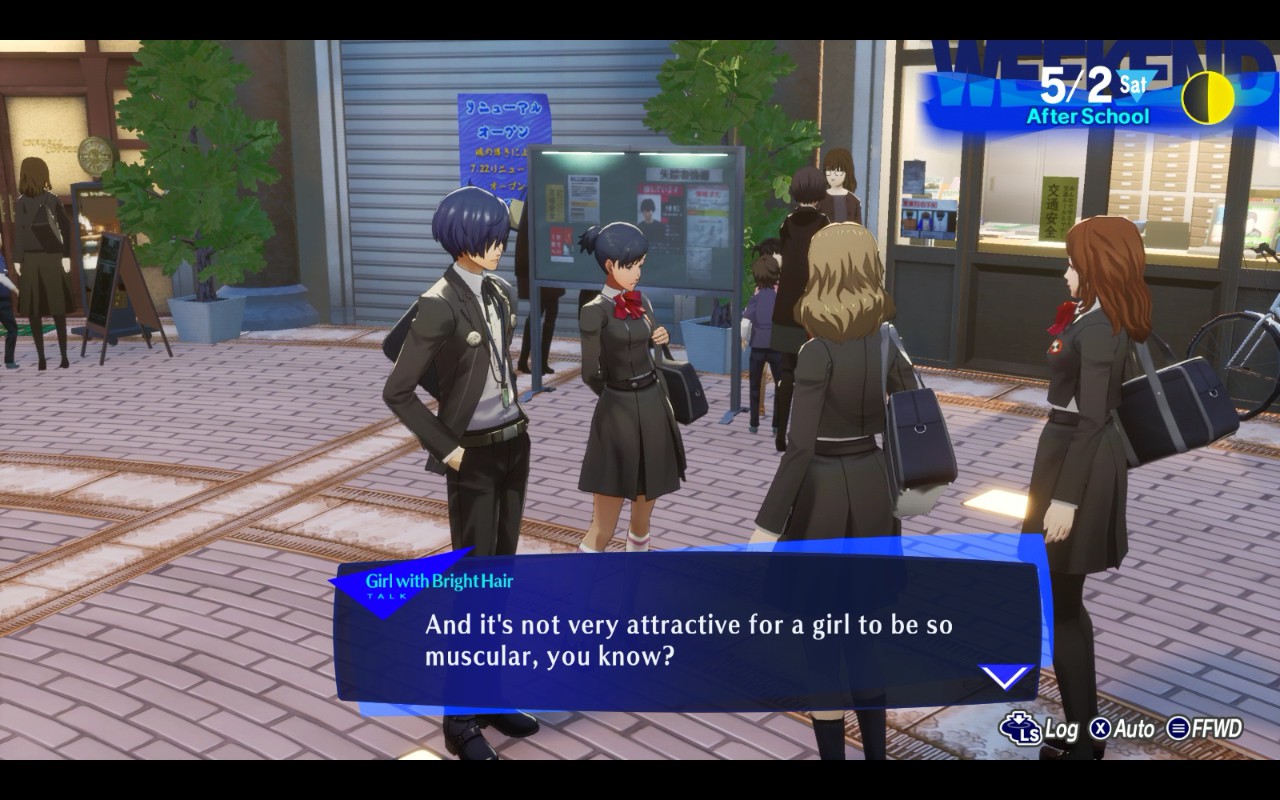 WEEKEND
5/2 Sat
After School
リニューアル
オープン
交通安全
Girl with Bright Hair
TALK
And it's not very attractive for a girl to be so
muscular, you know?
LS Log X Auto FFWD